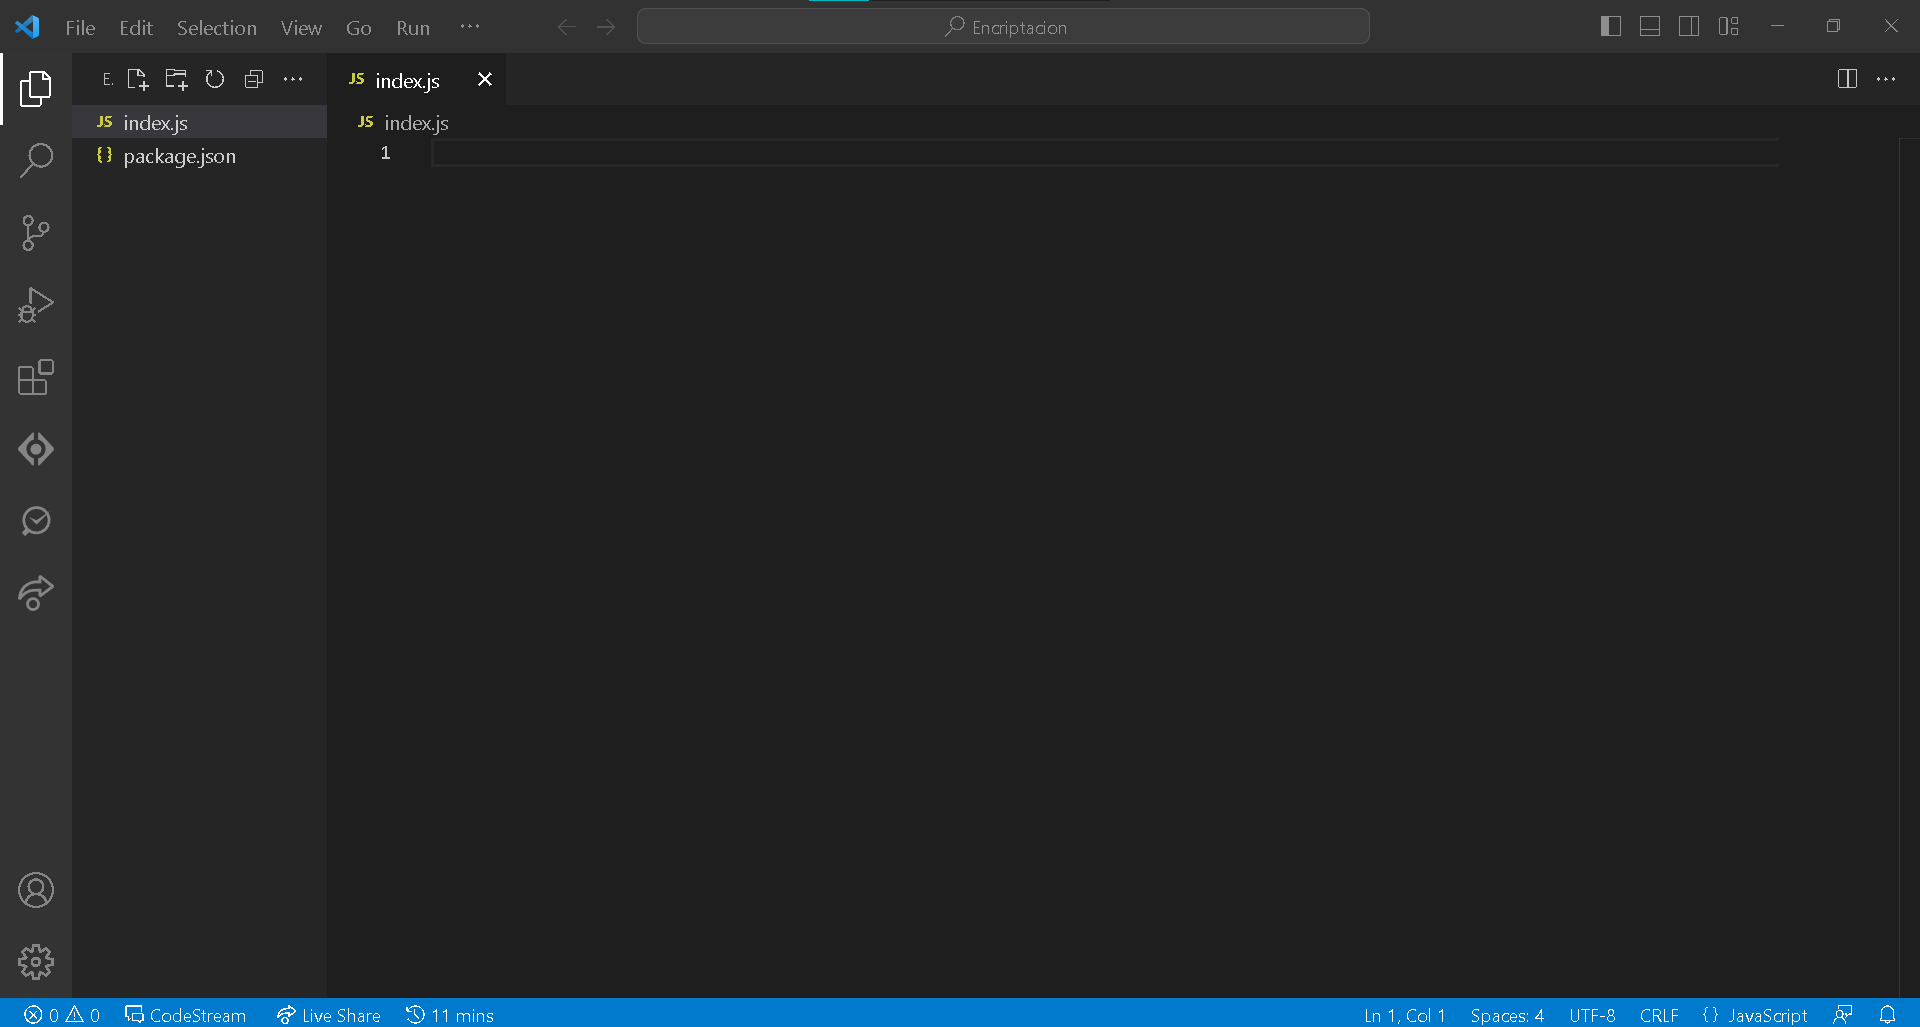 File Edit Selection View Go Run ···
Encriptacion
E.
JS index.js
JS index.js
{} package.json
JS index.js
1
0 0 CodeStream Live Share 11 mins
Ln 1, Col 1 Spaces: 4 UTF-8 CRLF {} JavaScript